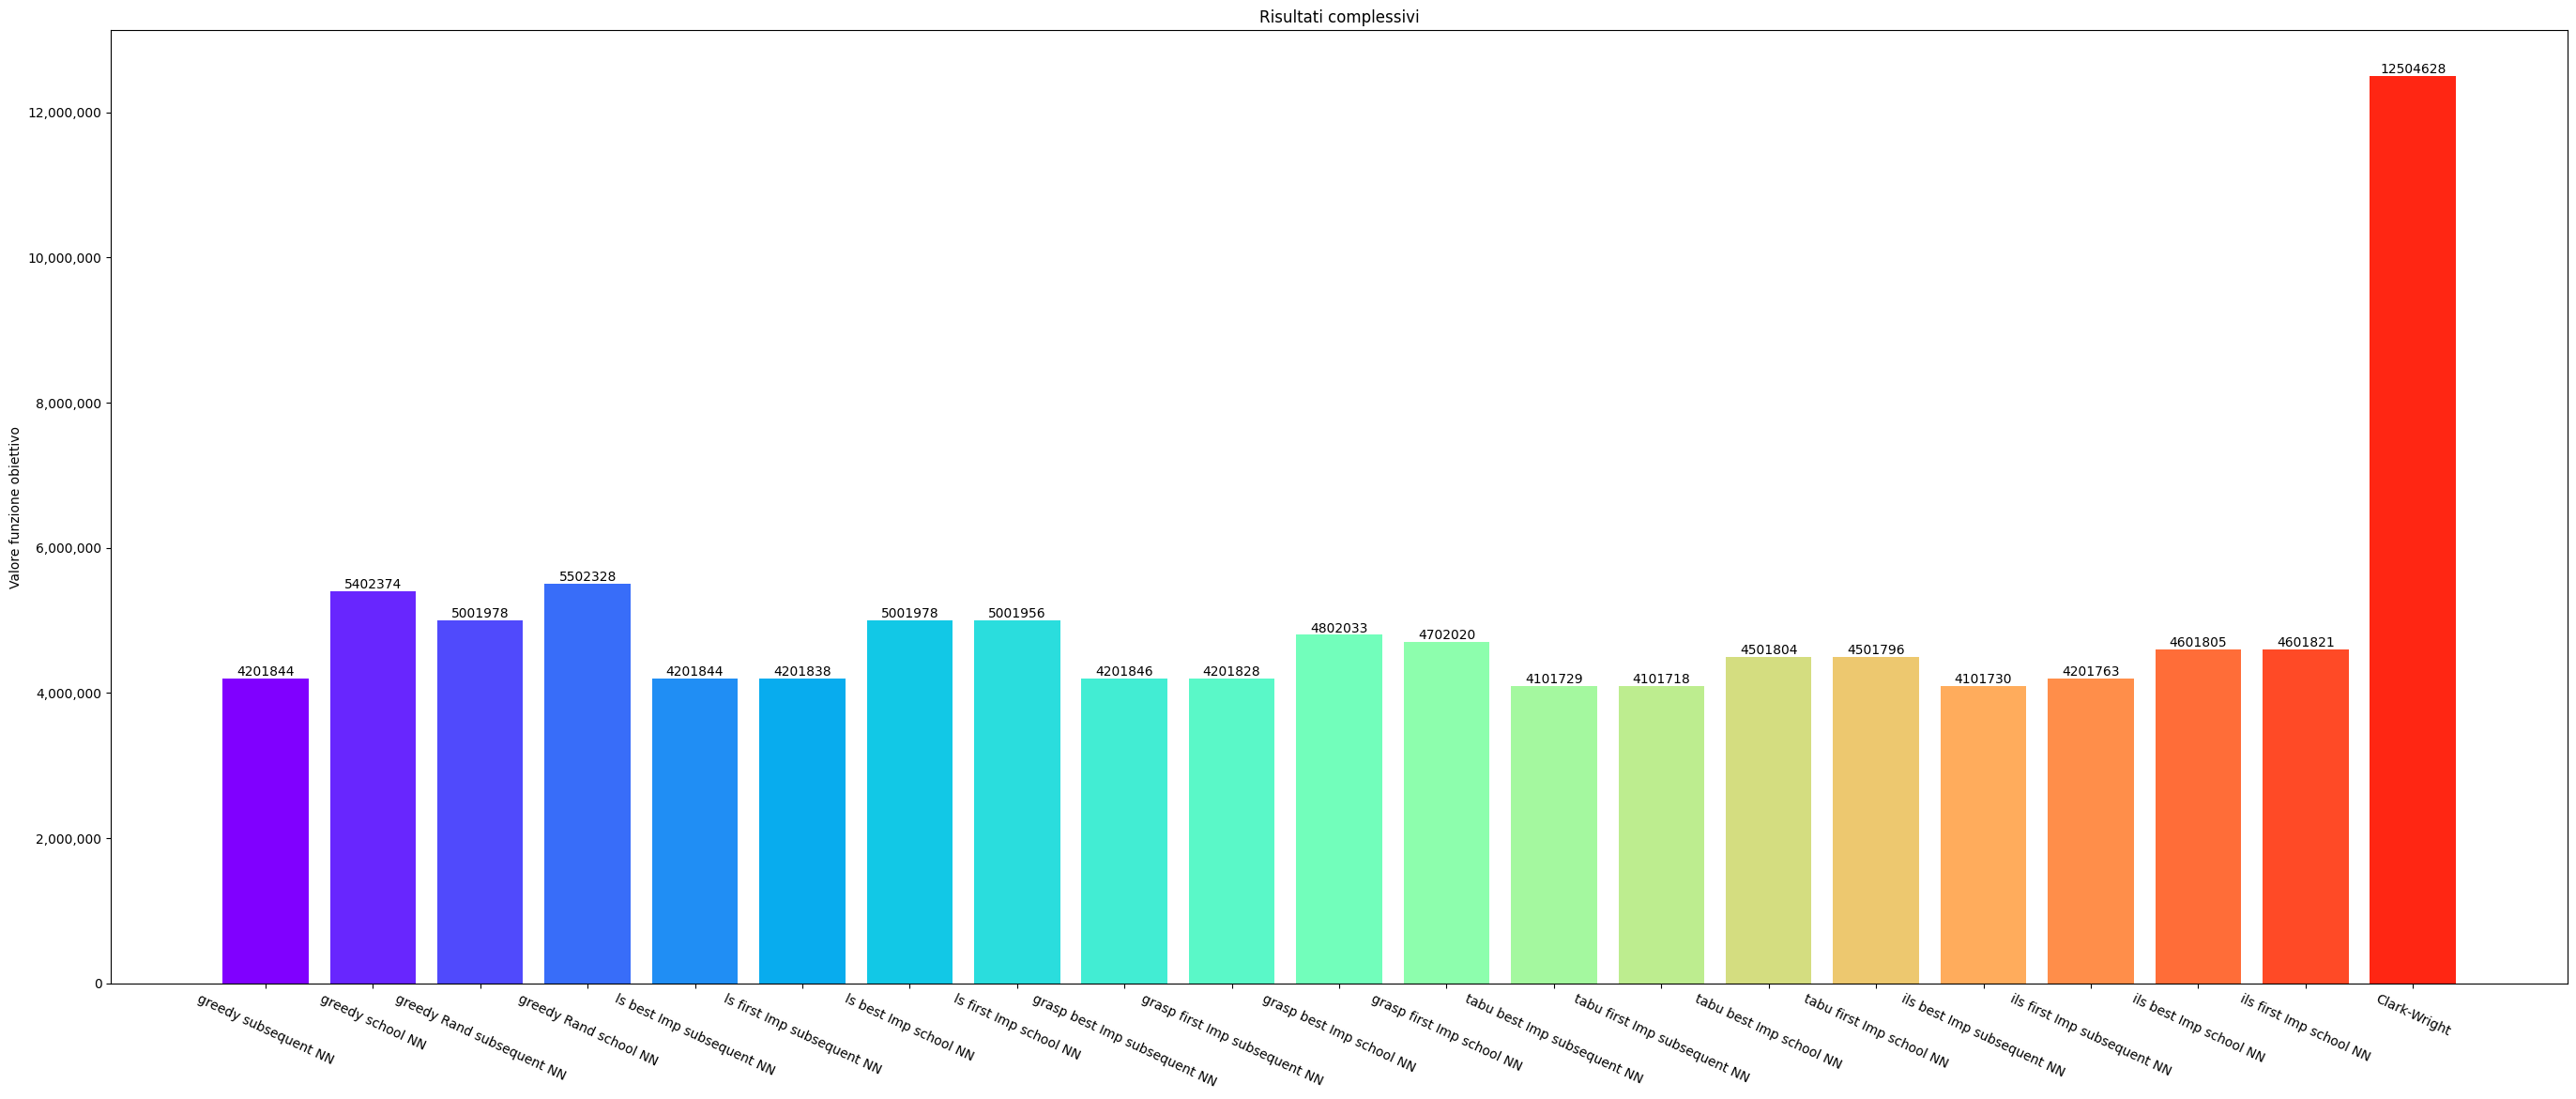 Risultati complessivi
Valore funzione obiettivo
12,000,000
10,000,000
8,000,000
6,000,000
4,000,000
2,000,000
0
4201844
5402374
5001978
5502328
4201844
4201838
5001978
5001956
4201846
4201828
4802033
4702020
4101729
4101718
4501804
4501796
4101730
4201763
4601805
4601821
12504628
greedy subsequent NN
greedy school NN
greedy Rand subsequent NN
greedy Rand school NN
ls best Imp subsequent NN
ls first Imp subsequent NN
ls best Imp school NN
ls first Imp school NN
grasp best Imp subsequent NN
grasp first Imp subsequent NN
grasp best Imp school NN
grasp first Imp school NN
tabu best Imp subsequent NN
tabu first Imp subsequent NN
tabu best Imp school NN
tabu first Imp school NN
ils best Imp subsequent NN
ils first Imp subsequent NN
ils best Imp school NN
ils first Imp school NN
Clark-Wright